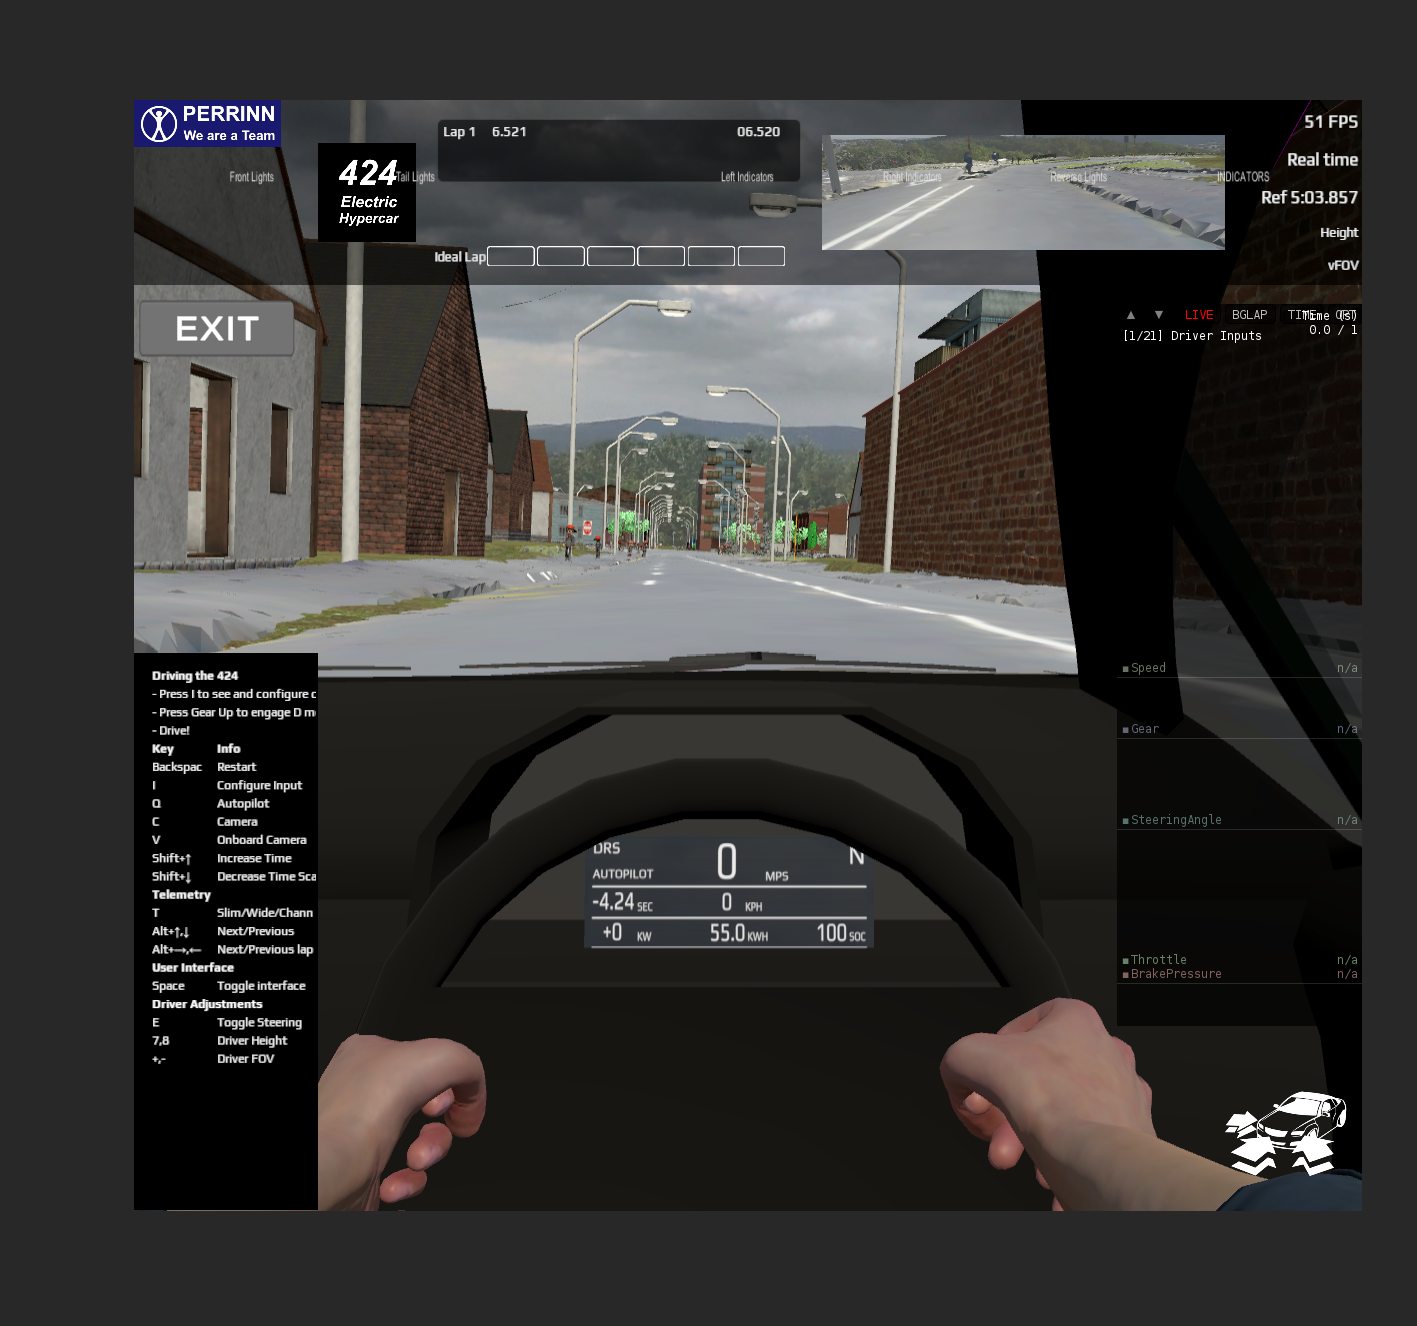 PERRINN
We are a Team
424
Electric
Hypercar
Lap 1 6.521 06.520
Front Lights Tail Lights Left Indicators Right Indicators Reverse Lights INDICATORS
Ideal Lap
51 FPS
Real time
Ref 5:03.857
Height
vFOV
EXIT
▲ ▼ LIVE BGLAP
Time (s)
0.0 / 1
[1/21] Driver Inputs
Speed n/a
Gear n/a
SteeringAngle n/a
Throttle n/a
BrakePressure n/a
Driving the 424
- Press I to see and configure c
- Press Gear Up to engage D m
- Drive!
Key Info
Backspac Restart
I Configure Input
Q Autopilot
C Camera
V Onboard Camera
Shift+↑ Increase Time
Shift+↓ Decrease Time Sca
Telemetry
T Slim/Wide/Chann
Alt+↑,↓ Next/Previous
Alt+→,← Next/Previous lap
User Interface
Space Toggle interface
Driver Adjustments
E Toggle Steering
7,8 Driver Height
+,- Driver FOV
DRS 0 N
AUTOPILOT MPS
-4.24 SEC 0 KPH
+0 KW 55.0 KWH 100 SOC